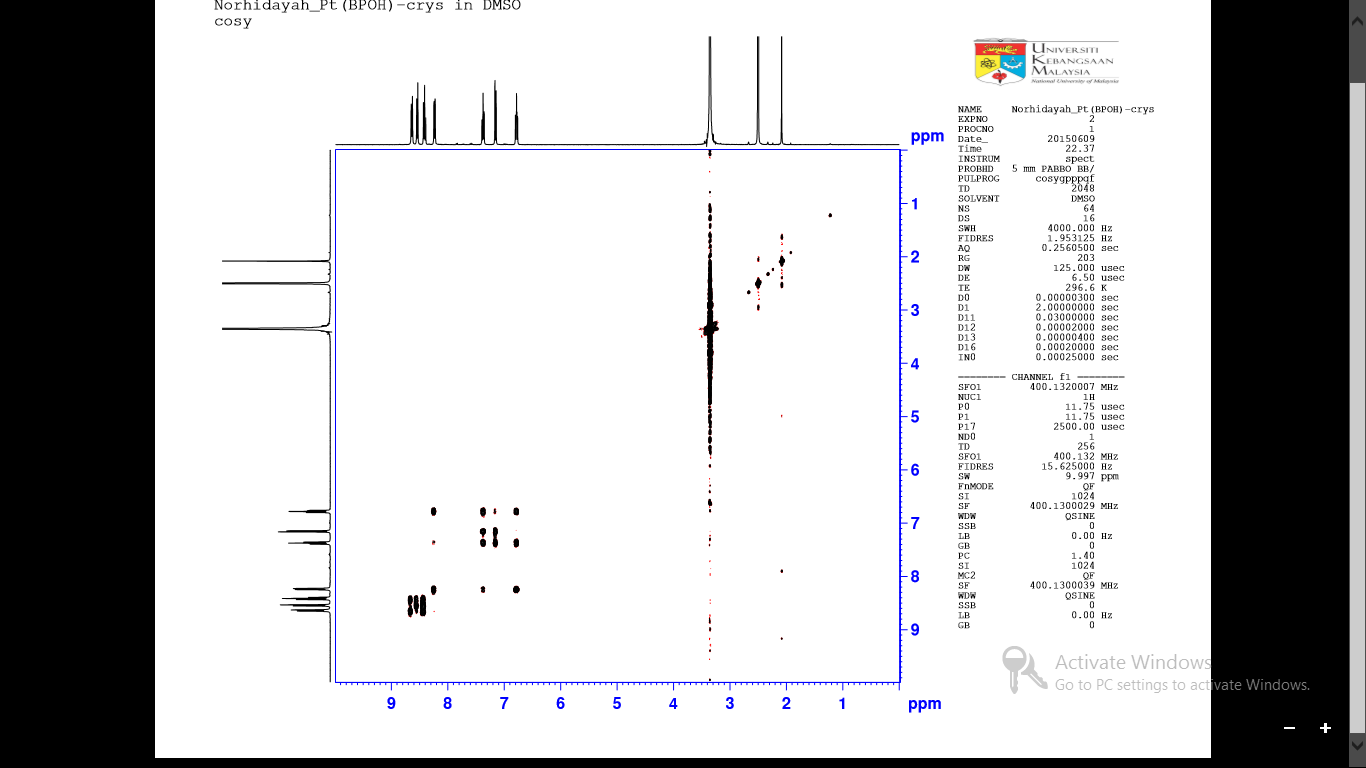 Norhidayah_Pt(BPOH)-crys in DMSO
cosy
UNIVERSITI
KEBANGSAAN
MALAYSIA
National University of Malaysia
NAME Norhidayah_Pt(BPOH)-crys
EXPNO 2
PROCNO 1
Date_ 20150609
Time 22.37
INSTRUM spect
PROBHD 5 mm PABBO BB/
PULPROG cosygpppqf
TD 2048
SOLVENT DMSO
NS 64
DS 16
SWH 4000.000 Hz
FIDRES 1.953125 Hz
AQ 0.2560500 sec
RG 203
DW 125.000 usec
DE 6.50 usec
TE 296.6 K
D0 0.00000300 sec
D1 2.00000000 sec
D11 0.03000000 sec
D12 0.00002000 sec
D13 0.00000400 sec
D16 0.00020000 sec
IN0 0.00025000 sec
-------- CHANNEL f1 --------
SFO1 400.1320007 MHz
NUC1 1H
P0 11.75 usec
P1 11.75 usec
P17 2500.00 usec
ND0 1
TD 256
SFO1 400.132 MHz
FIDRES 15.625000 Hz
SW 9.997 ppm
FnMODE QF
SI 1024
SF 400.1300029 MHz
WDW QSINE
SSB 0
LB 0.00 Hz
GB 0
PC 1.40
SI 1024
MC2 QF
SF 400.1300039 MHz
WDW QSINE
SSB 0
LB 0.00 Hz
GB 0
ppm
1
2
3
4
5
6
7
8
9
9 8 7 6 5 4 3 2 1 ppm
Activate Windows
Go to PC settings to activate Windows.